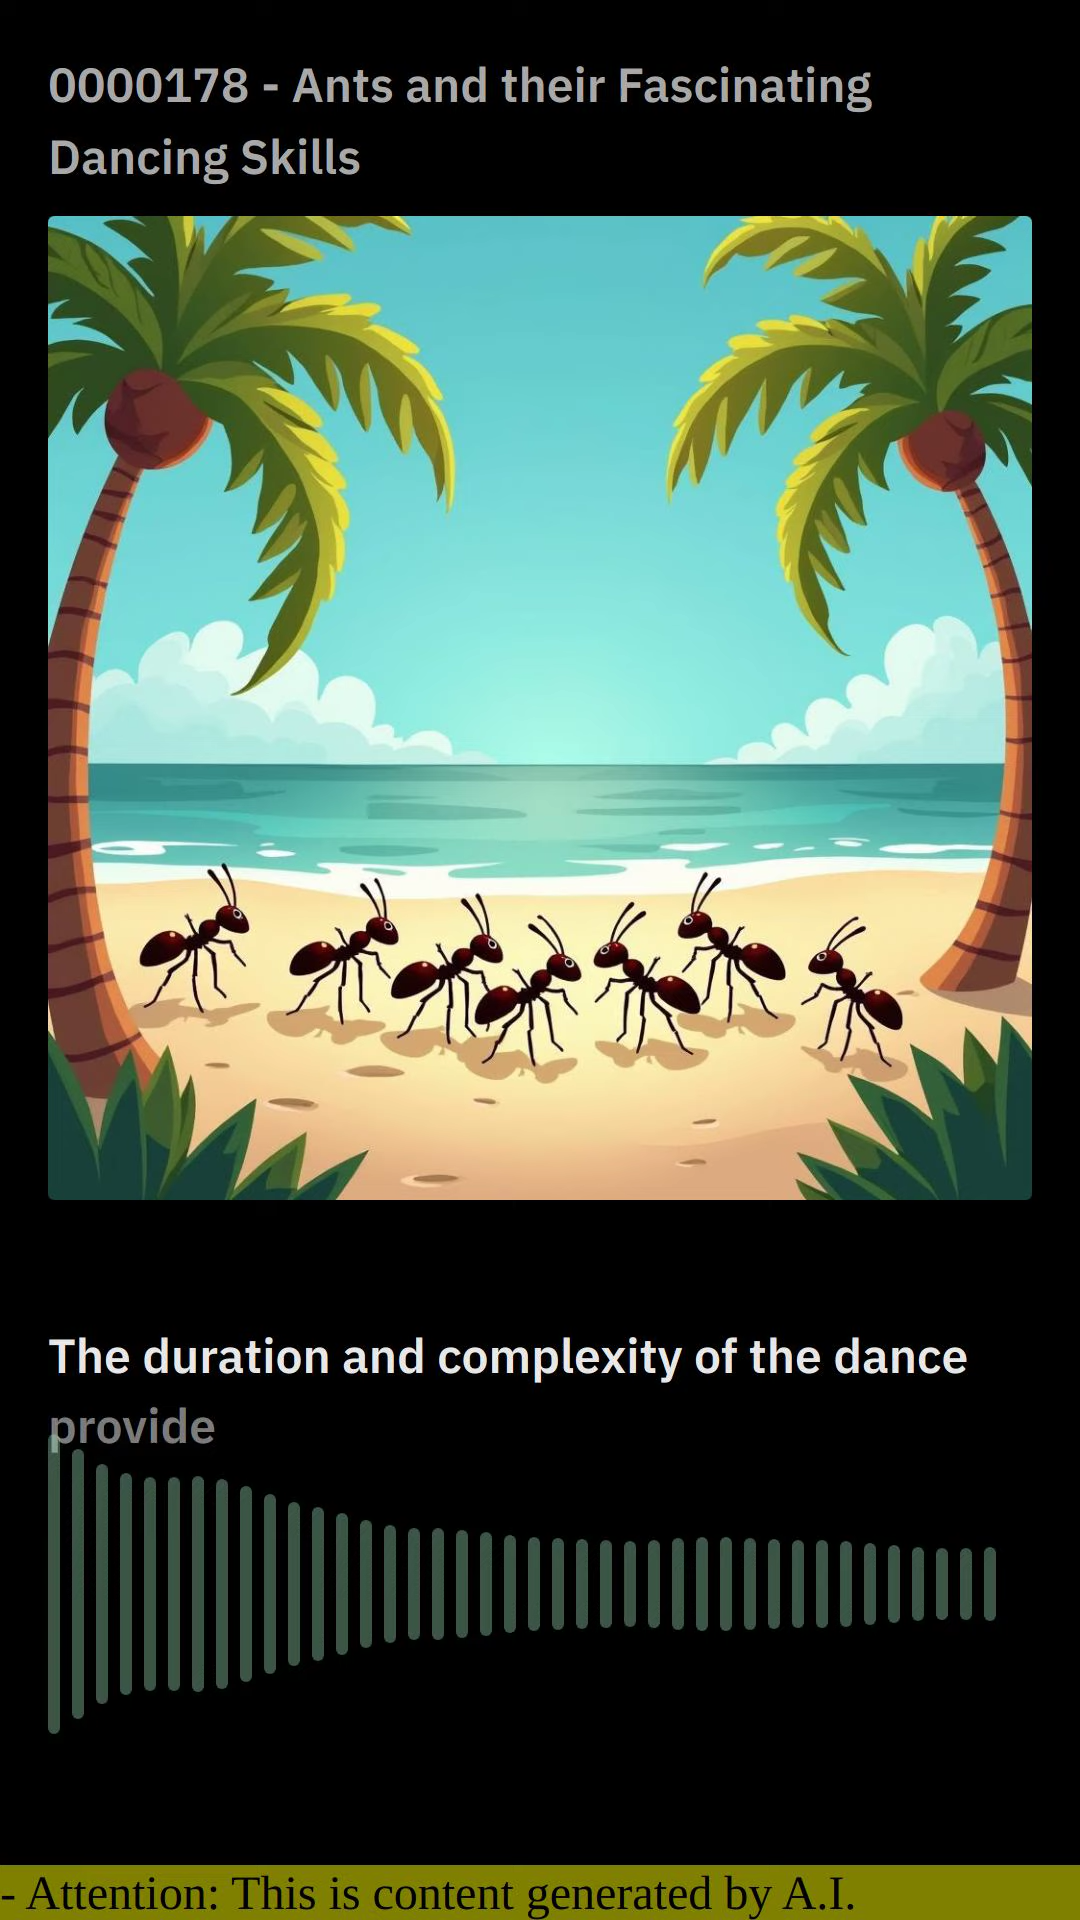 0000178 - Ants and their Fascinating
Dancing Skills
The duration and complexity of the dance
provide
- Attention: This is content generated by A.I.